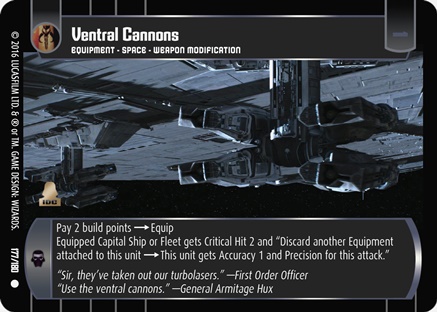 Ventral Cannons
EQUIPMENT · SPACE · WEAPON MODIFICATION
© 2016 LUCASFILM LTD. & ® or TM. GAME DESIGN: WIZARDS.
IDC
Pay 2 build points → Equip
Equipped Capital Ship or Fleet gets Critical Hit 2 and “Discard another Equipment
attached to this unit → This unit gets Accuracy 1 and Precision for this attack.”
“Sir, they’ve taken out our turbolasers.” —First Order Officer
“Use the ventral cannons.” —General Armitage Hux